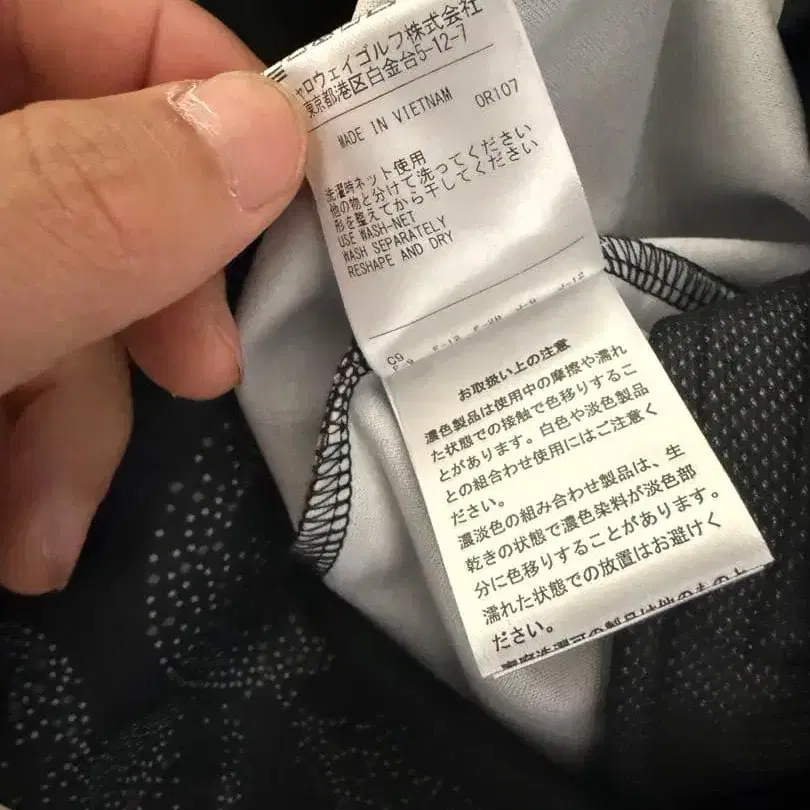 ャロウェイゴルフ株式会社
東京都港区白金台5-12-7
MADE IN VIETNAM OR107
洗濯時ネット使用
他の物と分けて洗ってください
形を整えてから干してください
USE WASH-NET
WASH SEPARATELY
RESHAPE AND DRY
CG
お取扱い上の注意
濃色製品は使用中の摩擦や濡れ
た状態での接触で色移りするこ
とがあります。白色や淡色製品
との組合わせ使用にはご注意く
ださい。
濃淡色の組み合わせ製品は、生
乾きの状態で濃色染料が淡色部
分に色移りすることがあります。
濡れた状態での放置はお避けく
ださい。